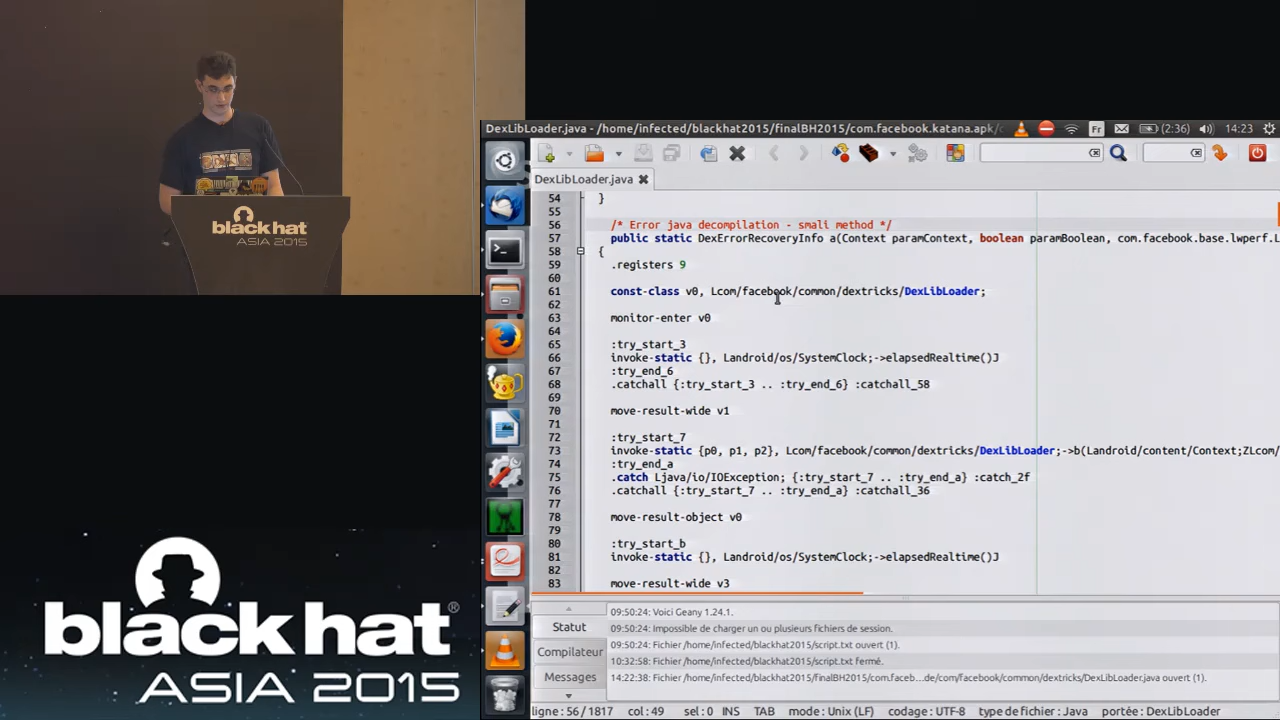 black hat
ASIA 2015
black hat®
ASIA 2015
DexLibLoader.java - /home/infected/blackhat2015/finalBH2015/com.facebook.katana.apk/c
Fr
(2:36)
14:23
DexLibLoader.java
54 }
55
56 /* Error java decompilation - smali method */
57 public static DexErrorRecoveryInfo a(Context paramContext, boolean paramBoolean, com.facebook.base.lwperf.L
58 {
59 .registers 9
60
61 const-class v0, Lcom/facebook/common/dextricks/DexLibLoader;
62
63 monitor-enter v0
64
65 :try_start_3
66 invoke-static {}, Landroid/os/SystemClock;->elapsedRealtime()J
67 :try_end_6
68 .catchall {:try_start_3 .. :try_end_6} :catchall_58
69
70 move-result-wide v1
71
72 :try_start_7
73 invoke-static {p0, p1, p2}, Lcom/facebook/common/dextricks/DexLibLoader;->b(Landroid/content/Context;ZLcom/
74 :try_end_a
75 .catch Ljava/io/IOException; {:try_start_7 .. :try_end_a} :catch_2f
76 .catchall {:try_start_7 .. :try_end_a} :catchall_36
77
78 move-result-object v0
79
80 :try_start_b
81 invoke-static {}, Landroid/os/SystemClock;->elapsedRealtime()J
82
83 move-result-wide v3
Statut
Compilateur
Messages
09:50:24: Voici Geany 1.24.1.
09:50:24: Impossible de charger un ou plusieurs fichiers de session.
09:50:24: Fichier /home/infected/blackhat2015/script.txt ouvert (1).
10:32:58: Fichier /home/infected/blackhat2015/script.txt fermé.
14:22:38: Fichier /home/infected/blackhat2015/finalBH2015/com.faceb...de/com/facebook/common/dextricks/DexLibLoader.java ouvert (1).
ligne : 56 / 1817 col : 49 sel : 0 INS TAB mode : Unix (LF) codage : UTF-8 type de fichier : Java portée : DexLibLoader